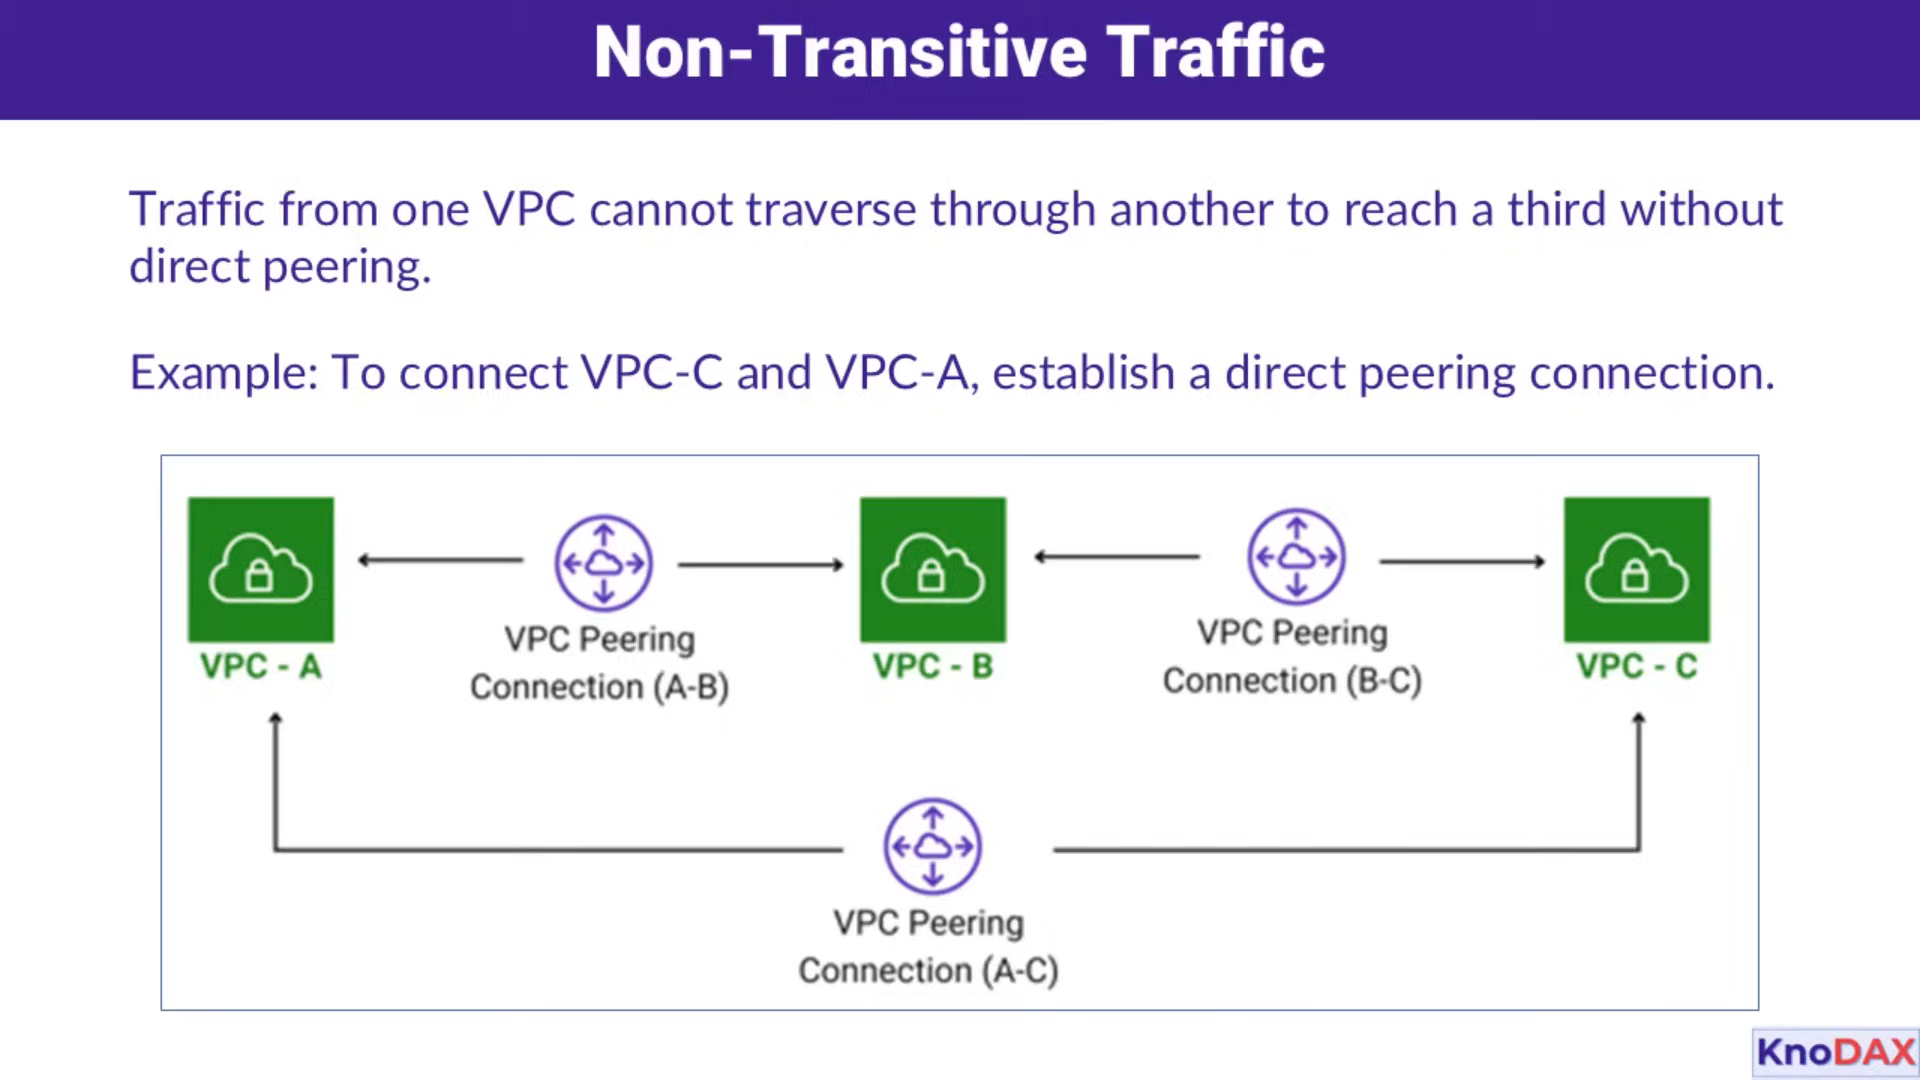 Non-Transitive Traffic
Traffic from one VPC cannot traverse through another to reach a third without
direct peering.
Example: To connect VPC-C and VPC-A, establish a direct peering connection.
VPC - A
VPC Peering
Connection (A-B)
VPC - B
VPC Peering
Connection (B-C)
VPC - C
VPC Peering
Connection (A-C)
KnoDAX